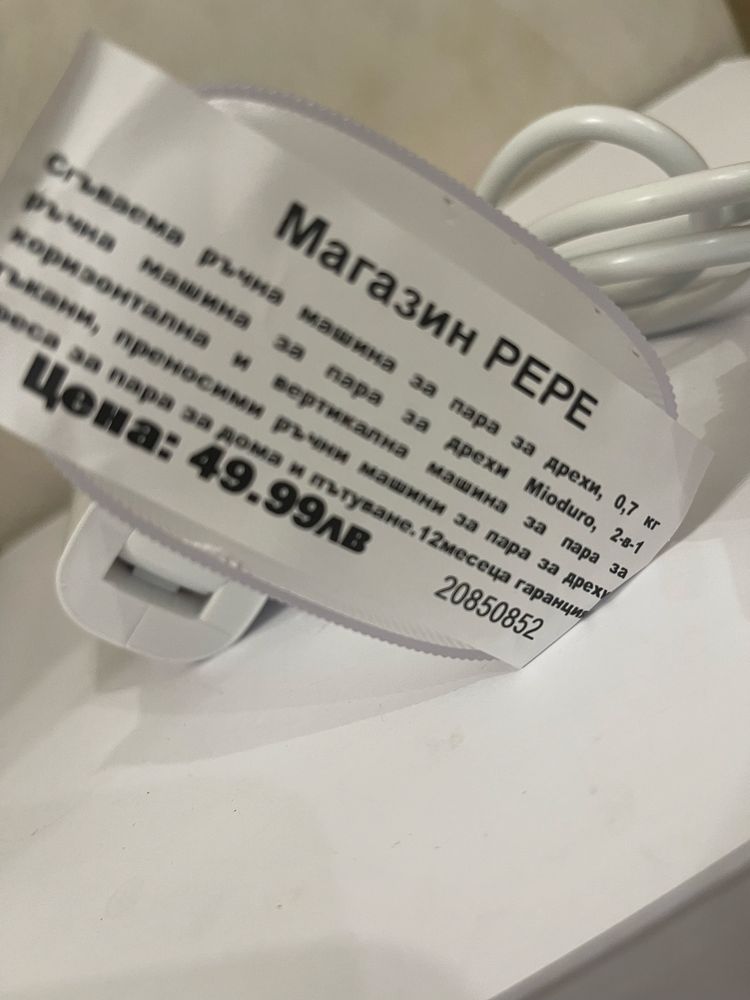 Магазин PEPE
сгъваема ръчна машина за пара за дрехи, 0,7 кг
ръчна машина за пара за дрехи Mioduro, 2-в-1
хоризонтална и вертикална машина за пара за
тъкани, преносими ръчни машини за пара за дрехи
за пара за дома и пътуване.12месеца гаранция
Цена: 49.99лв
20850852